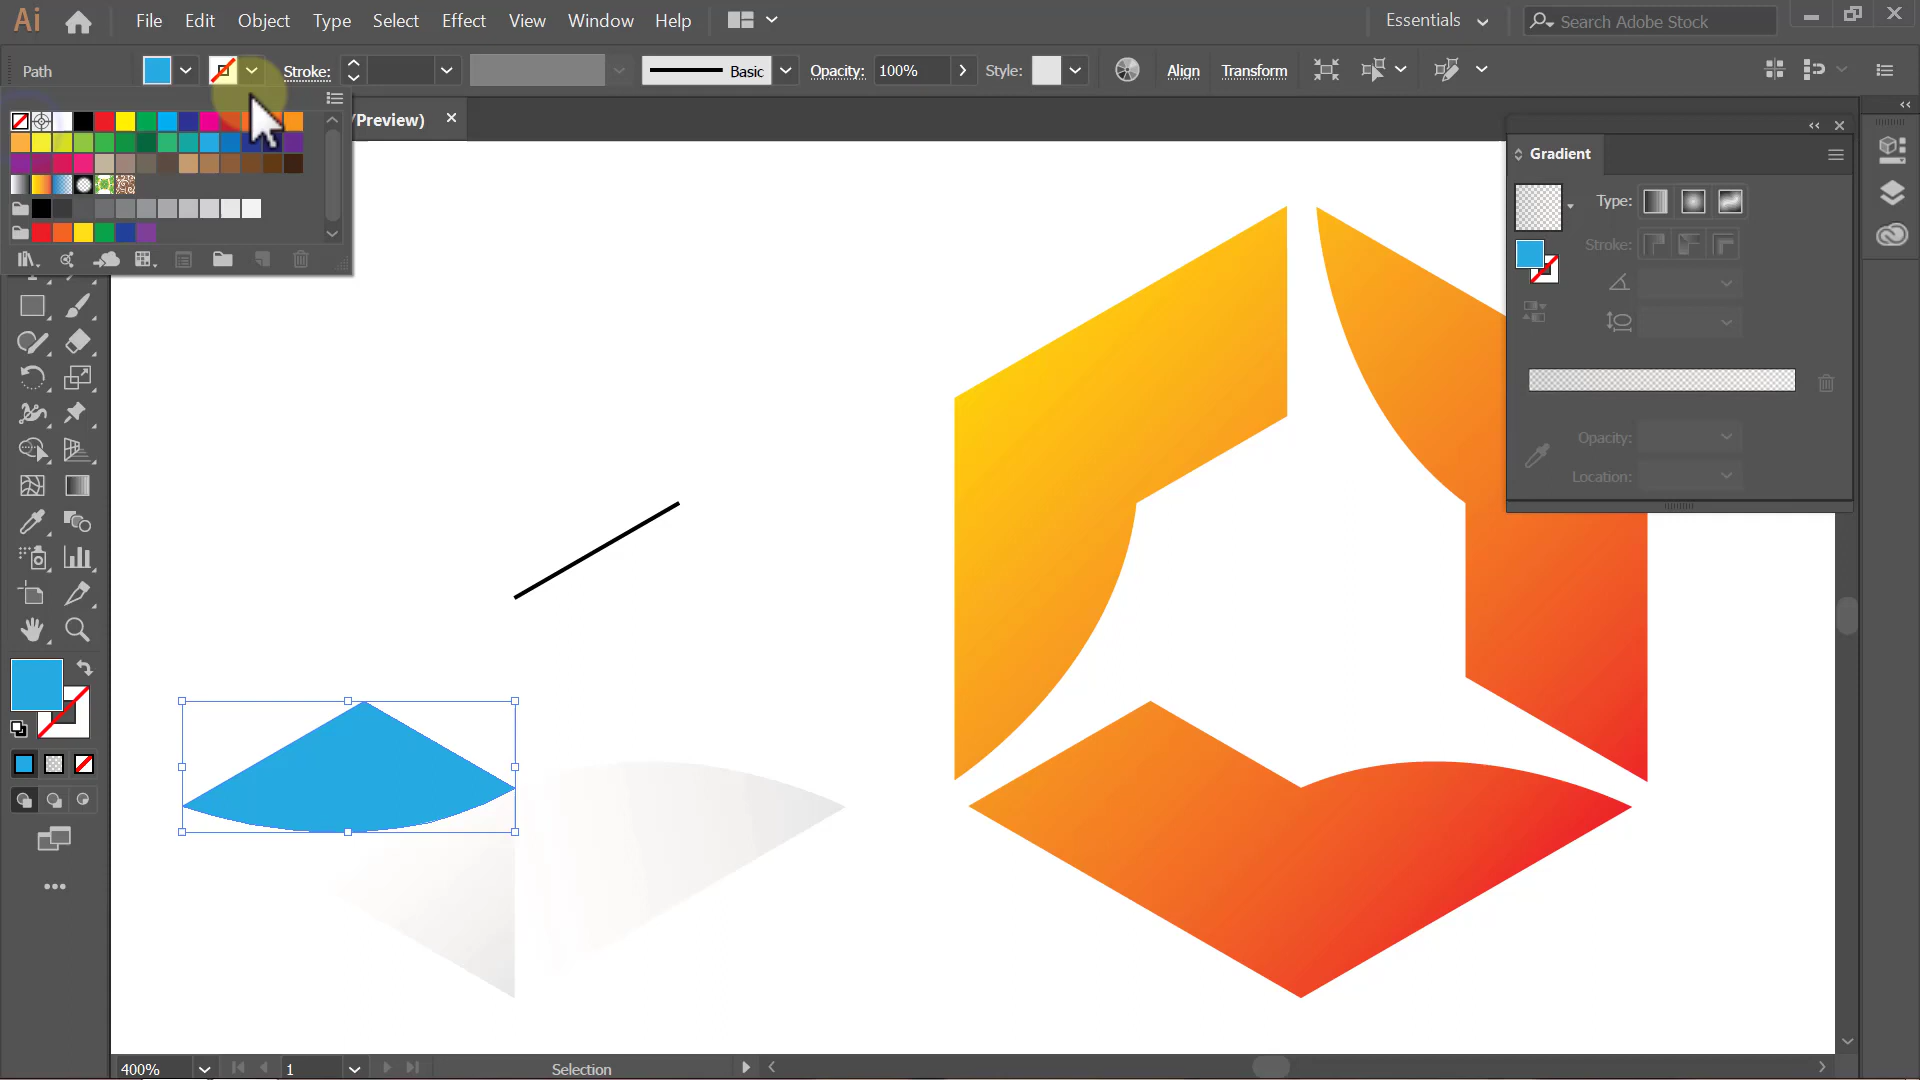 Ai File Edit Object Type Select Effect View Window Help Essentials Search Adobe Stock
Path Stroke: Basic Opacity: 100% Style: Align Transform
/Preview)
Gradient
Type:
Stroke:
Opacity:
Location:
400% 1 Selection